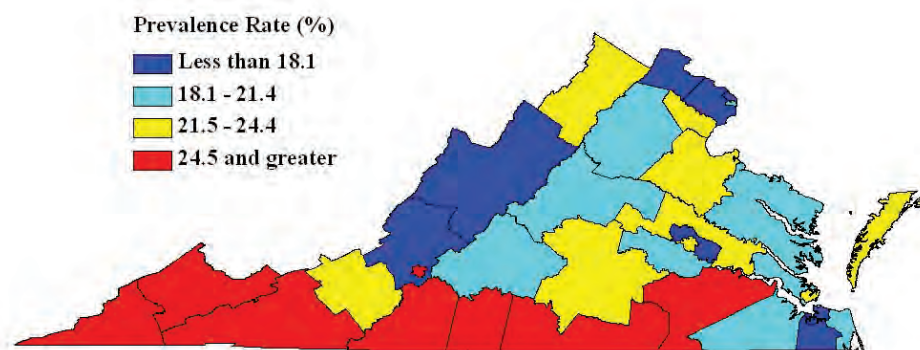 Prevalence Rate (%)
Less than 18.1
18.1 - 21.4
21.5 - 24.4
24.5 and greater